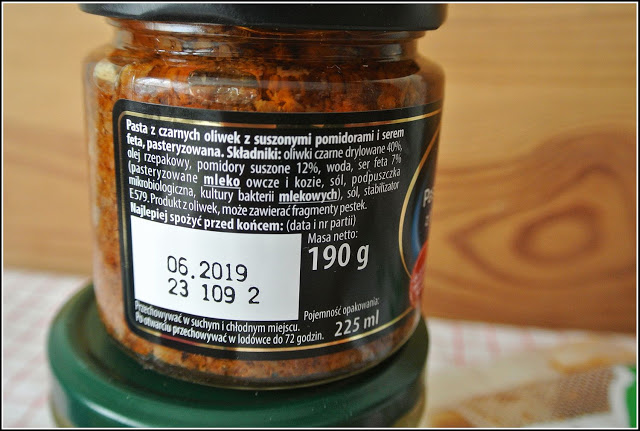 Pasta z czarnych oliwek z suszonymi pomidorami i serem
feta, pasteryzowana. Składniki: oliwki czarne drylowane 40%,
olej rzepakowy, pomidory suszone 12%, woda, ser feta 7%
(pasteryzowane mleko owcze i kozie, sól, podpuszczka
mikrobiologiczna, kultury bakterii mlekowych), sól, stabilizator
E579. Produkt z oliwek, może zawierać fragmenty pestek.
Najlepiej spożyć przed końcem: (data i nr partii)
Masa netto:
190 g
06.2019
23 109 2
Przechowywać w suchym i chłodnym miejscu.
Po otwarciu przechowywać w lodówce do 72 godzin.
Pojemność opakowania:
225 ml